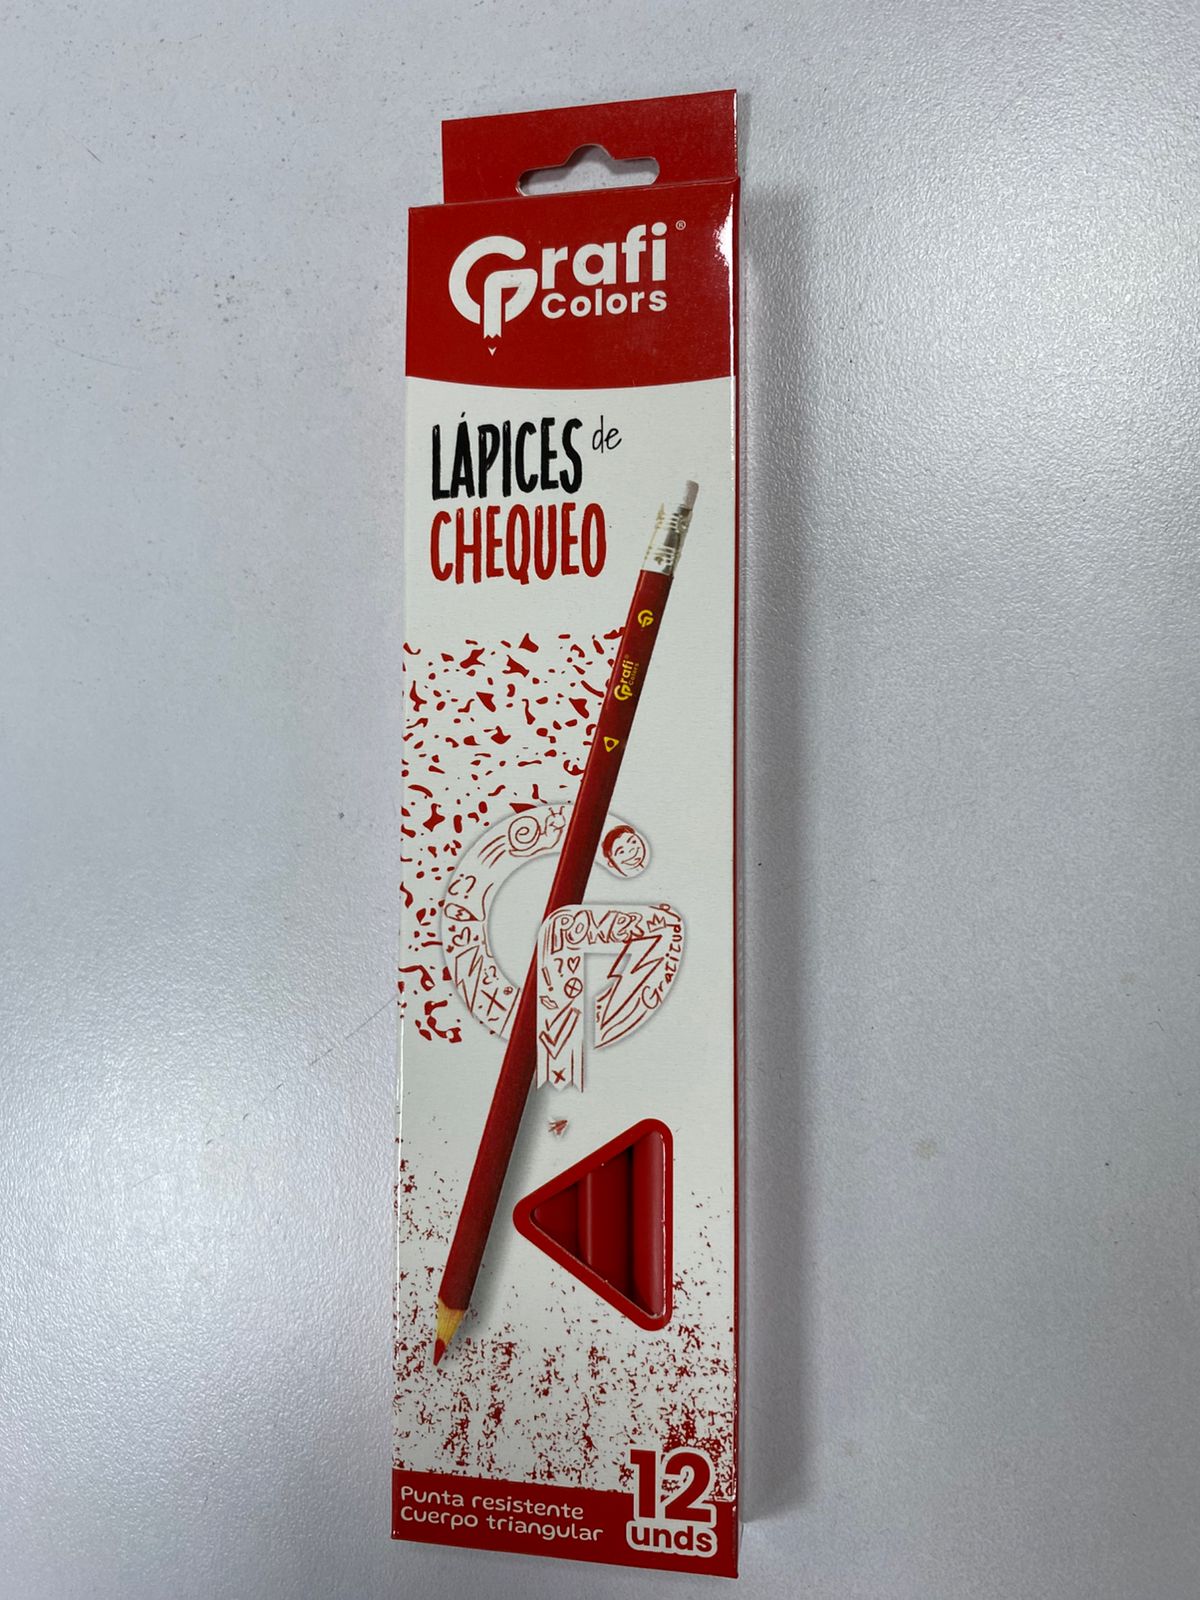 Grafi®
Colors
LÁPICES de
CHEQUEO
Grafi®
Colors
POWER
Gratitud
12
unds
Punta resistente
Cuerpo triangular